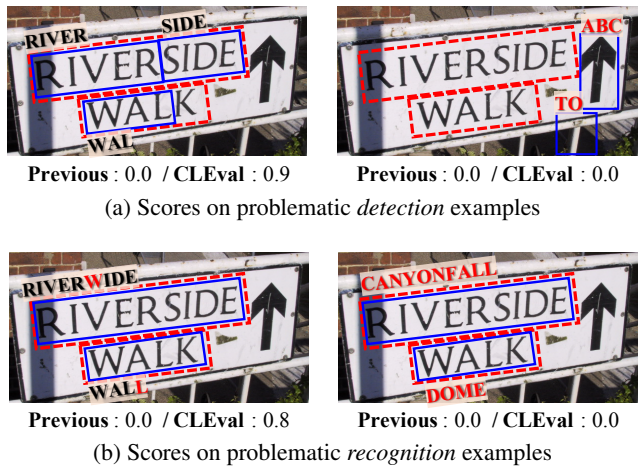 RIVER SIDE
RIVERSIDE
WALK
WAL
ABC
RIVERSIDE
WALK
TO
Previous : 0.0 / CLEval : 0.9
Previous : 0.0 / CLEval : 0.0
(a) Scores on problematic detection examples
RIVERWIDE
RIVERSIDE
WALK
WALL
CANYONFALL
RIVERSIDE
WALK
DOME
Previous : 0.0 / CLEval : 0.8
Previous : 0.0 / CLEval : 0.0
(b) Scores on problematic recognition examples